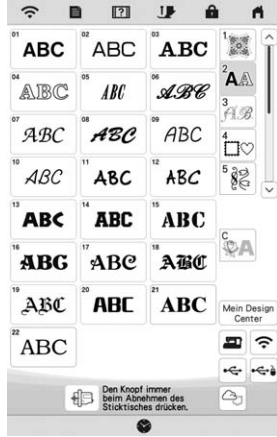 01 ABC 02 ABC 03 ABC 1
04 ABC 05 ABC 06 ABC 2 AA
07 ABC 08 ABC 09 ABC 3 AB
10 ABC 11 ABC 12 ABC 4
5
13 ABC 14 ABC 15 ABC
16 ABC 17 ABC 18 ABC C A
19 ABC 20 ABC 21 ABC Mein Design
Center
22 ABC
Den Knopf immer
beim Abnehmen des
Sticktisches drücken.